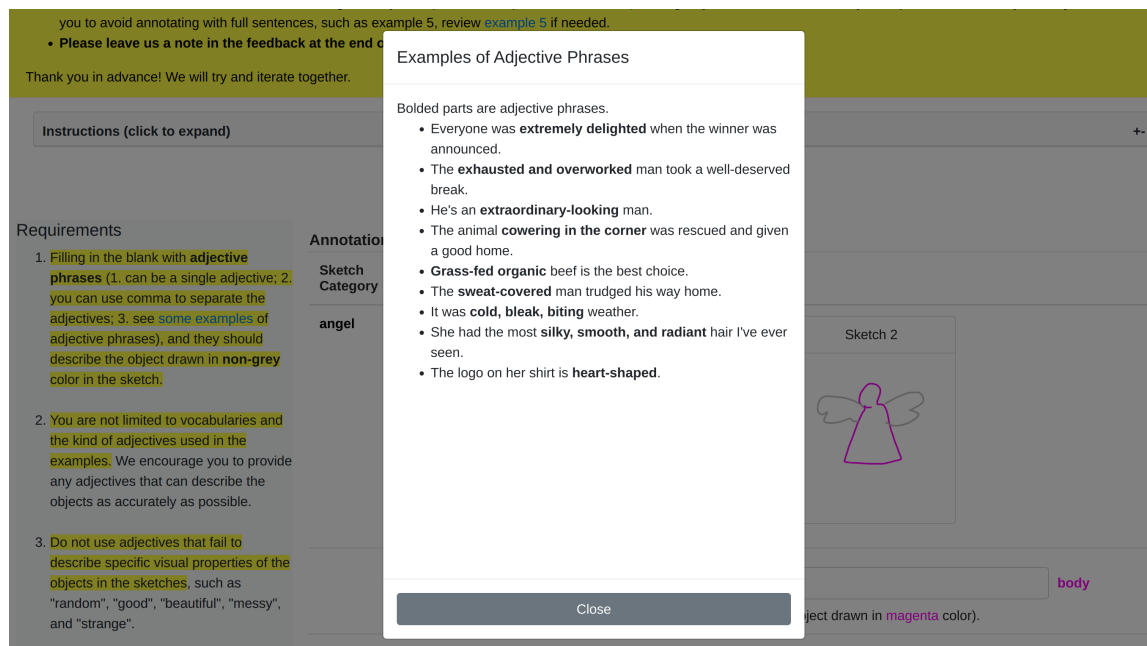 you to avoid annotating with full sentences, such as example 5, review example 5 if needed.
Please leave us a note in the feedback at the end o
Thank you in advance! We will try and iterate together.
Instructions (click to expand)
+-
Requirements
1. Filling in the blank with adjective
phrases (1. can be a single adjective; 2.
you can use comma to separate the
adjectives; 3. see some examples of
adjective phrases), and they should
describe the object drawn in non-grey
color in the sketch.
2. You are not limited to vocabularies and
the kind of adjectives used in the
examples. We encourage you to provide
any adjectives that can describe the
objects as accurately as possible.
3. Do not use adjectives that fail to
describe specific visual properties of the
objects in the sketches, such as
"random", "good", "beautiful", "messy",
and "strange".
Annotation
Sketch
Category
angel
Examples of Adjective Phrases
Bolded parts are adjective phrases.
Everyone was extremely delighted when the winner was
announced.
The exhausted and overworked man took a well-deserved
break.
He's an extraordinary-looking man.
The animal cowering in the corner was rescued and given
a good home.
Grass-fed organic beef is the best choice.
The sweat-covered man trudged his way home.
It was cold, bleak, biting weather.
She had the most silky, smooth, and radiant hair I've ever
seen.
The logo on her shirt is heart-shaped.
Close
Sketch 2
body
ject drawn in magenta color).